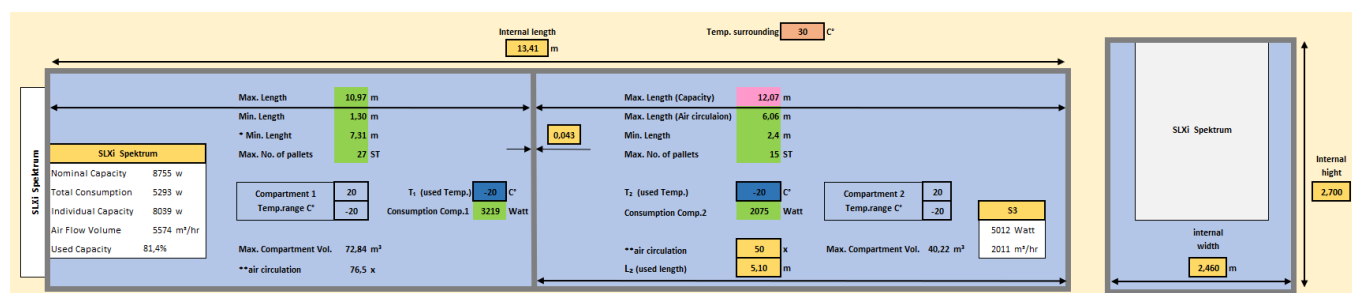 Internal length
13,41 m
Temp. surrounding 30 C°
SLXi Spektrum
Max. Length 10,97 m
Min. Length 1,30 m
* Min. Lenght 7,31 m
Max. No. of pallets 27 ST
0,043
Max. Length (Capacity) 12,07 m
Max. Length (Air circulaion) 6,06 m
Min. Length 2,4 m
Max. No. of pallets 15 ST
SLXi Spektrum
Nominal Capacity 8755 w
Total Consumption 5293 w
Individual Capacity 8039 w
Air Flow Volume 5574 m³/hr
Used Capacity 81,4%
Compartment 1 20
Temp.range C° -20
T₁ (used Temp.) -20 C°
Consumption Comp.1 3219 Watt
Max. Compartment Vol. 72,84 m³
**air circulation 76,5 x
T₂ (used Temp.) -20 C°
Consumption Comp.2 2075 Watt
Compartment 2 20
Temp.range C° -20
**air circulation 50 x
L₂ (used length) 5,10 m
Max. Compartment Vol. 40,22 m³
S3
5012 Watt
2011 m³/hr
SLXi Spektrum
Internal
hight
2,700
m
internal
width
2,460 m